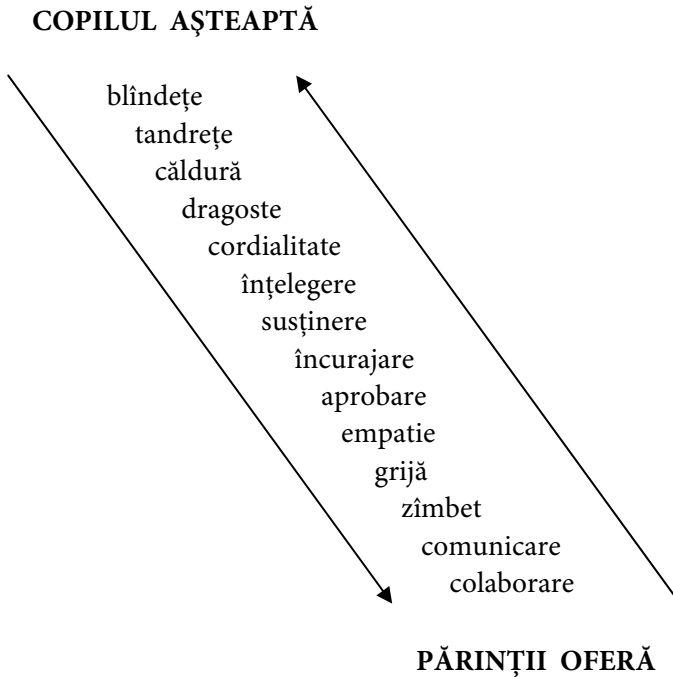 COPILUL AŞTEAPTĂ
blîndețe
tandrețe
căldură
dragoste
cordialitate
înțelegere
susținere
încurajare
aprobare
empatie
grijă
zîmbet
comunicare
colaborare
PĂRINȚII OFERĂ